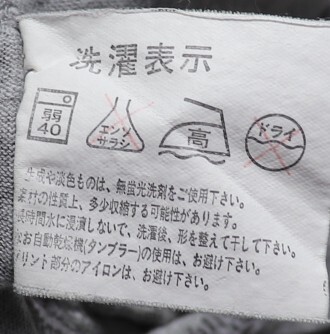 洗濯表示
弱
40
エンソ
サラシ
高
ドライ
生成や淡色ものは、無蛍光洗剤をご使用下さい。
素材の性質上、多少収縮する可能性があります。
長時間水に浸漬しないで、洗濯後、形を整えて干して下さい。
なお自動乾燥機(タンブラー)の使用は、お避け下さい。
プリント部分のアイロンは、お避け下さい。